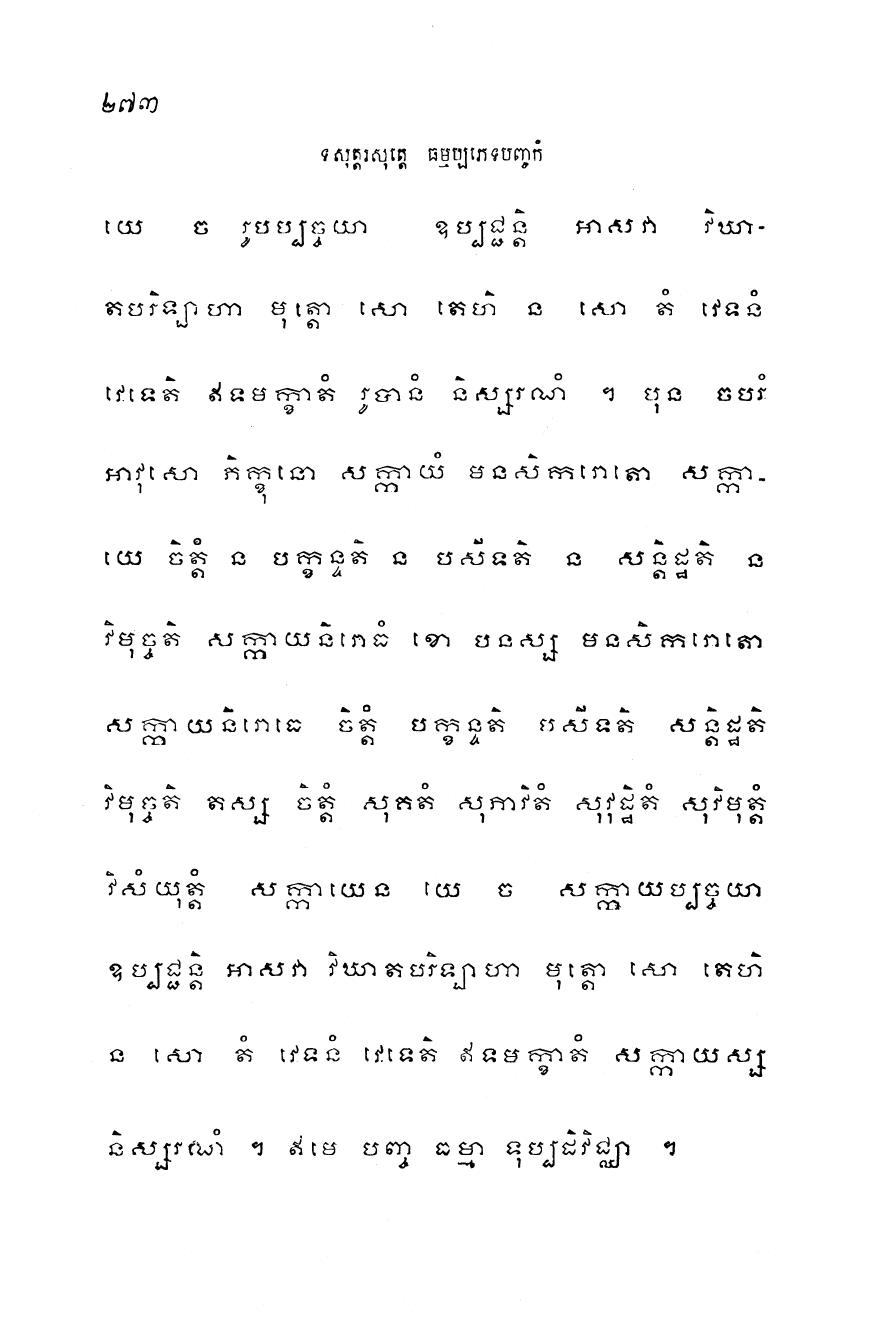 ២៧៣
ទសុត្តរសុត្តេ ធម្មប្បភេទបញ្ចកំ
យេ ច រូបប្បច្ចយា ឧប្បជ្ជន្តិ អាសវា វិឃា-
តបរិឡាហា មុត្តោ សោ តេហិ ន សោ តំ វេទនំ
វេទេតិ ឥទមក្ខាតំ រូបានំ និស្សរណំ ។ បុន ចបរំ
អាវុសោ ភិក្ខុនោ សក្កាយំ មនសិករោតោ សក្កា-
យេ ចិត្តំ ន បក្ខន្ទតិ ន បសីទតិ ន សន្តិដ្ឋតិ ន
វិមុច្ចតិ សក្កាយនិរោធំ ខោ បនស្ស មនសិករោតោ
សក្កាយនិរោធេ ចិត្តំ បក្ខន្ទតិ បសីទតិ សន្តិដ្ឋតិ
វិមុច្ចតិ តស្ស ចិត្តំ សុគតំ សុភាវិតំ សុវុដ្ឋិតំ សុវិមុត្តំ
វិសំយុត្តំ សក្កាយេន យេ ច សក្កាយប្បច្ចយា
ឧប្បជ្ជន្តិ អាសវា វិឃាតបរិឡាហា មុត្តោ សោ តេហិ
ន សោ តំ វេទនំ វេទេតិ ឥទមក្ខាតំ សក្កាយស្ស
និស្សរណំ ។ ឥមេ បញ្ច ធម្មា ទុប្បដិវិជ្ឈា ។